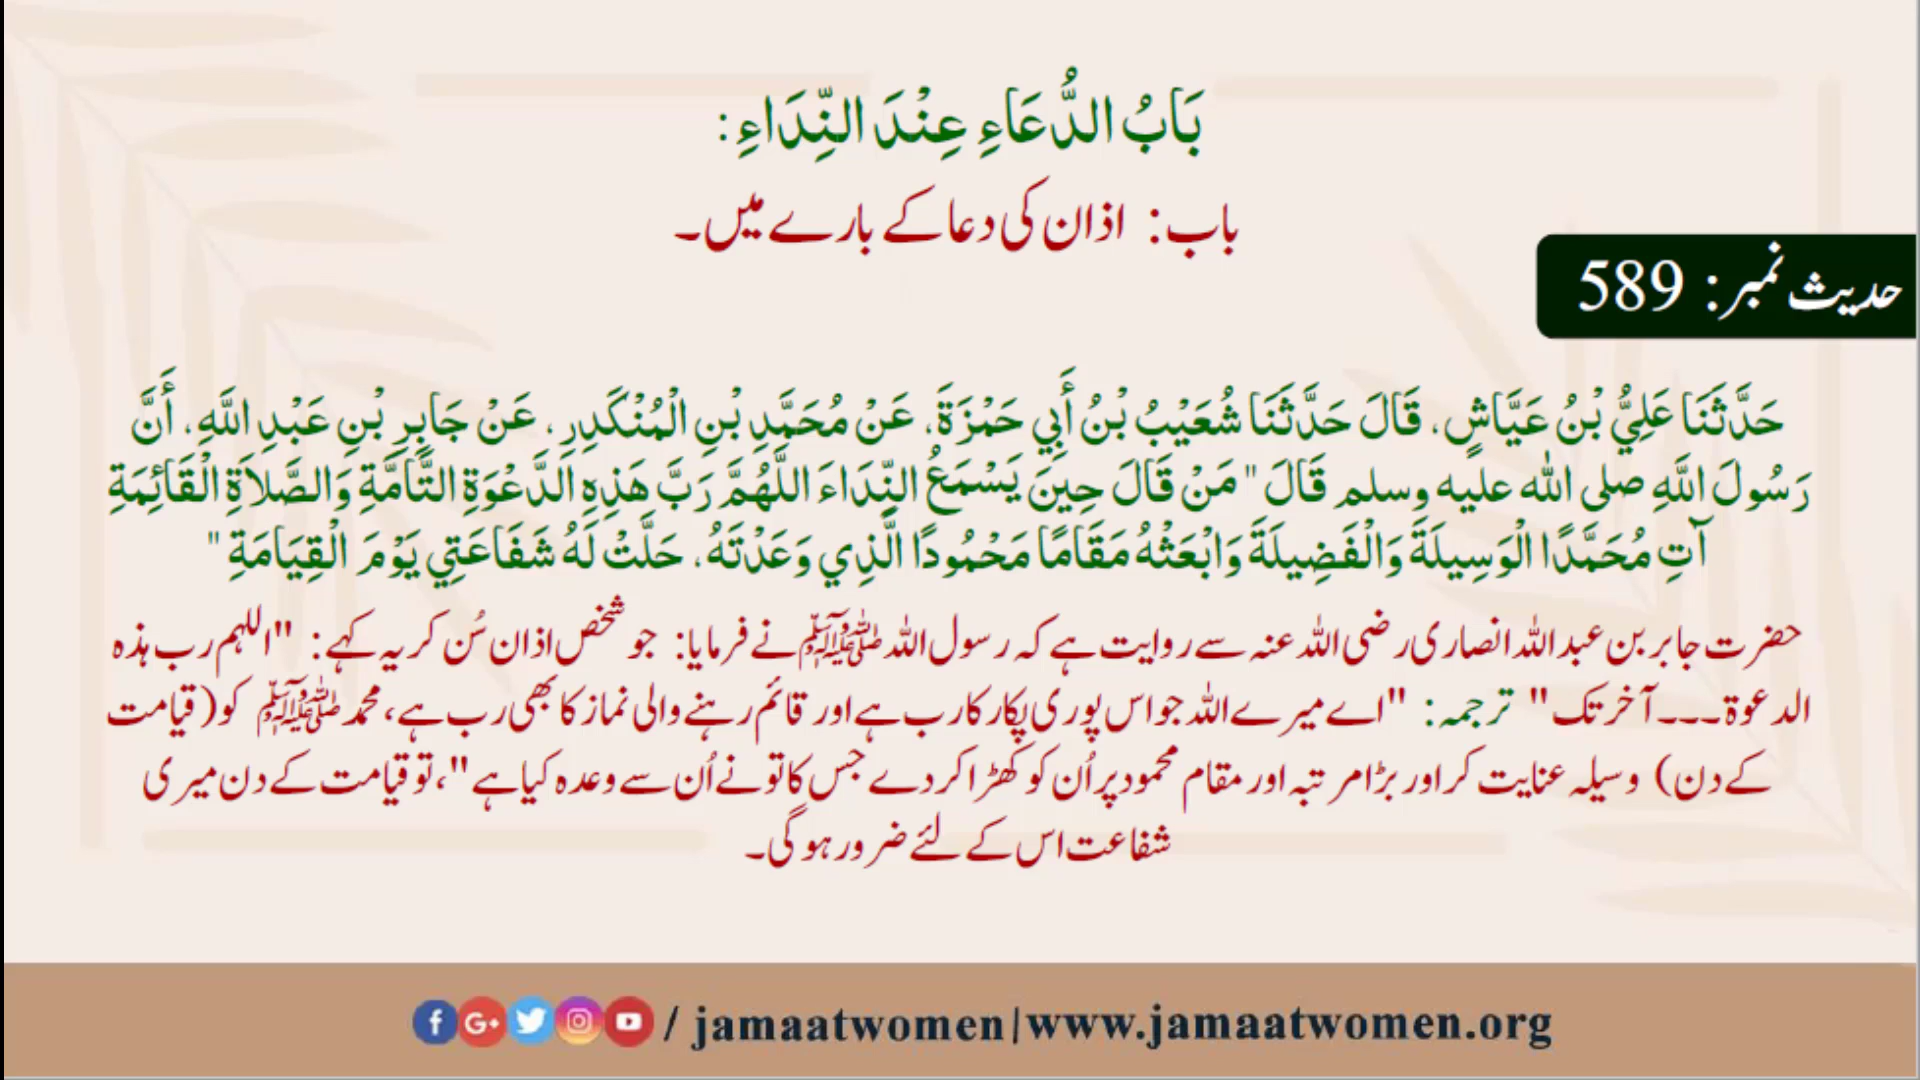 بَابُ الدُّعَاءِ عِنْدَ النِّدَاءِ:
باب: اذان کی دعا کے بارے میں۔
حدیث نمبر: 589
حَدَّثَنَا عَلِيُّ بْنُ عَيَّاشٍ، قَالَ حَدَّثَنَا شُعَيْبُ بْنُ أَبِي حَمْزَةَ، عَنْ مُحَمَّدِ بْنِ الْمُنْكَدِرِ، عَنْ جَابِرِ بْنِ عَبْدِ اللَّهِ، أَنَّ
رَسُولَ اللَّهِ صلى الله عليه وسلم قَالَ " مَنْ قَالَ حِينَ يَسْمَعُ النِّدَاءَ اللَّهُمَّ رَبَّ هَذِهِ الدَّعْوَةِ التَّامَّةِ وَالصَّلاَةِ الْقَائِمَةِ
آتِ مُحَمَّدًا الْوَسِيلَةَ وَالْفَضِيلَةَ وَابْعَثْهُ مَقَامًا مَحْمُودًا الَّذِي وَعَدْتَهُ، حَلَّتْ لَهُ شَفَاعَتِي يَوْمَ الْقِيَامَةِ "
حضرت جابر بن عبد اللہ انصاری رضی اللہ عنہ سے روایت ہے کہ رسول اللہ ﷺ نے فرمایا: جو شخص اذان سُن کر یہ کہے: "اللہم رب ہذہ
الدعوۃ۔۔۔آخر تک" ترجمہ: "اے میرے اللہ جو اس پوری پکار کا رب ہے اور قائم رہنے والی نماز کا بھی رب ہے، محمد ﷺ کو (قیامت
کے دن) وسیلہ عنایت کر اور بڑا مرتبہ اور مقام محمود پر اُن کو کھڑا کر دے جس کا تو نے اُن سے وعدہ کیا ہے"، تو قیامت کے دن میری
شفاعت اس کے لئے ضرور ہو گی۔
/ jamaatwomen|www.jamaatwomen.org